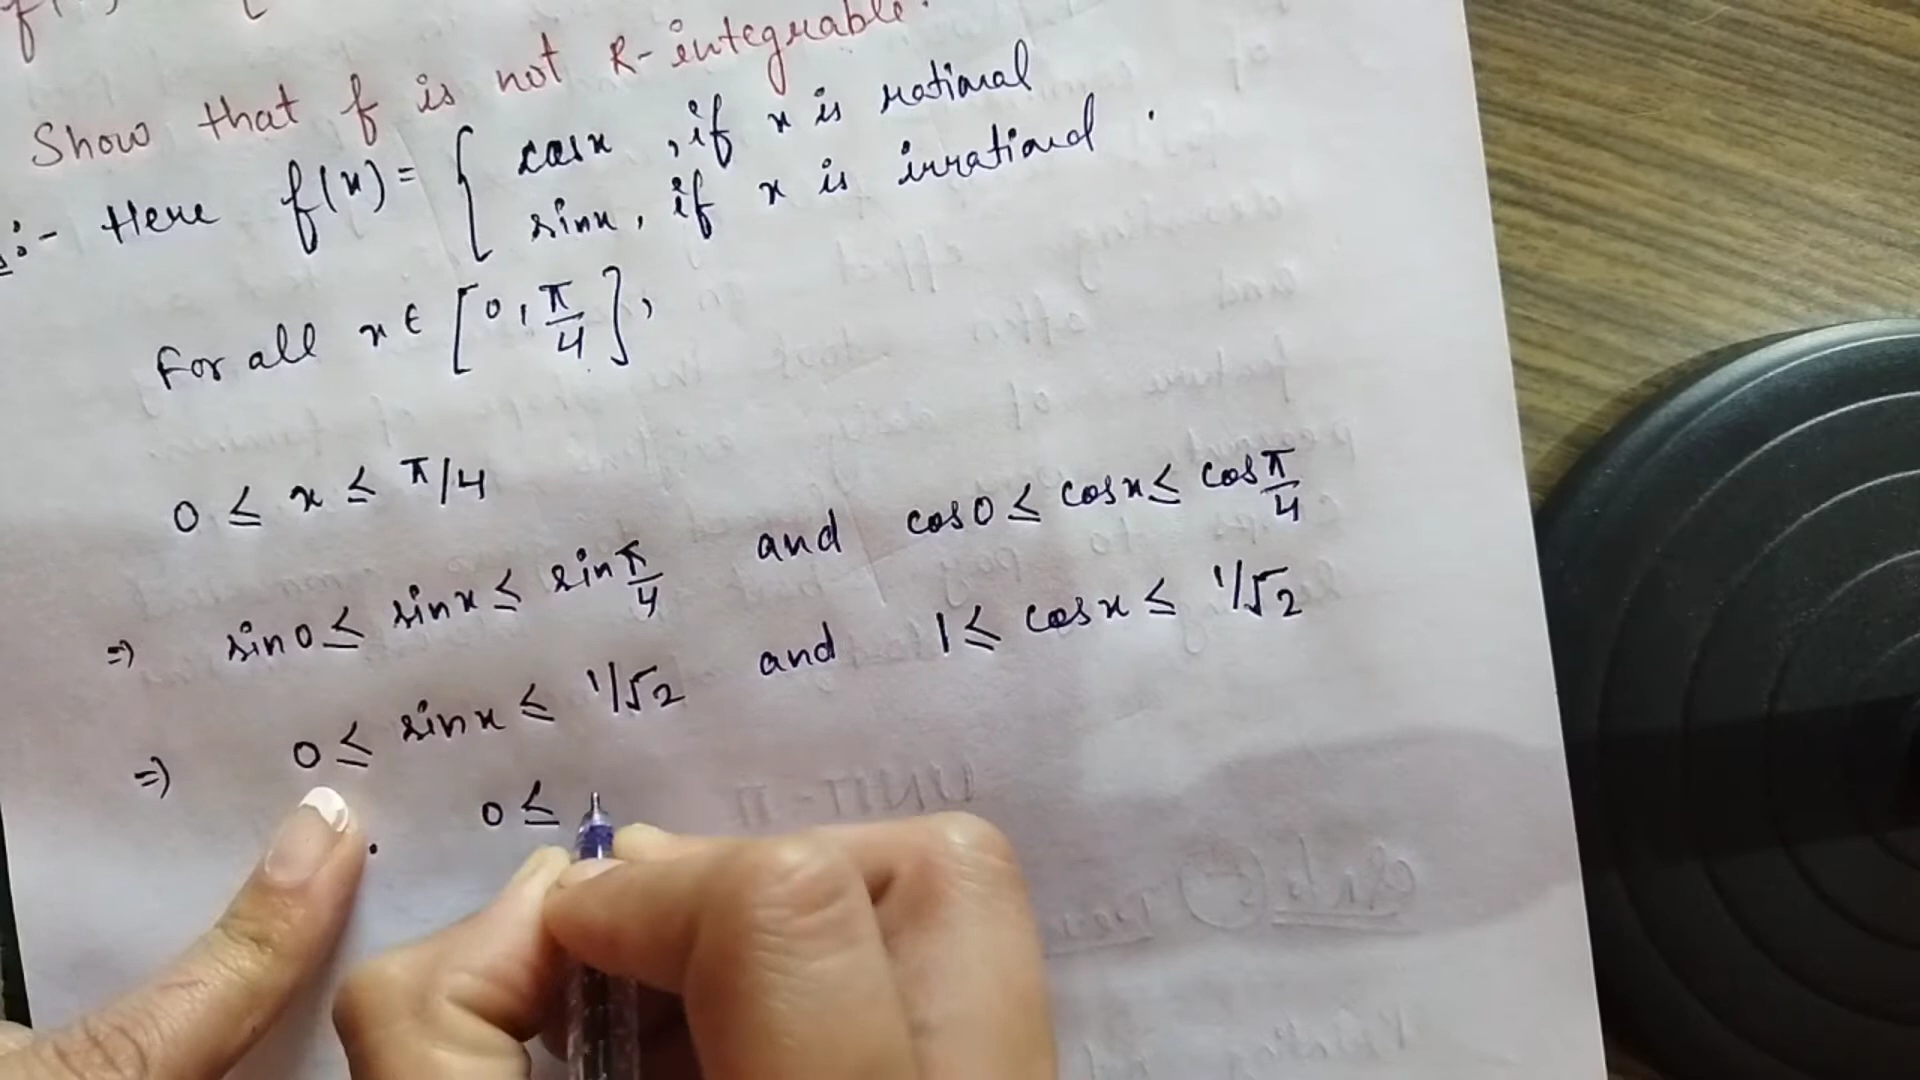 Show that f is not R-integrable.
:- Here f(x) = { cosx , if x is rational
sinx , if x is irrational .
For all x ∈ [0, π/4],
0 ≤ x ≤ π/4
⇒ sin0 ≤ sinx ≤ sin π/4 and cos0 ≤ cosx ≤ cos π/4
⇒ 0 ≤ sinx ≤ 1/√2 and 1 ≤ cosx ≤ 1/√2
0 ≤